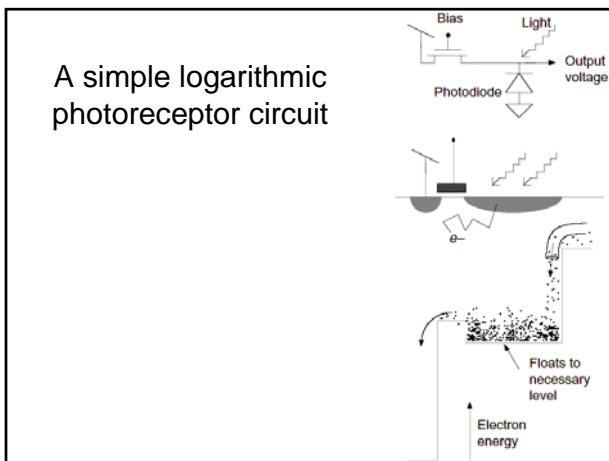 A simple logarithmic
photoreceptor circuit
Bias
Light
Output
voltage
Photodiode
e–
Floats to
necessary
level
Electron
energy